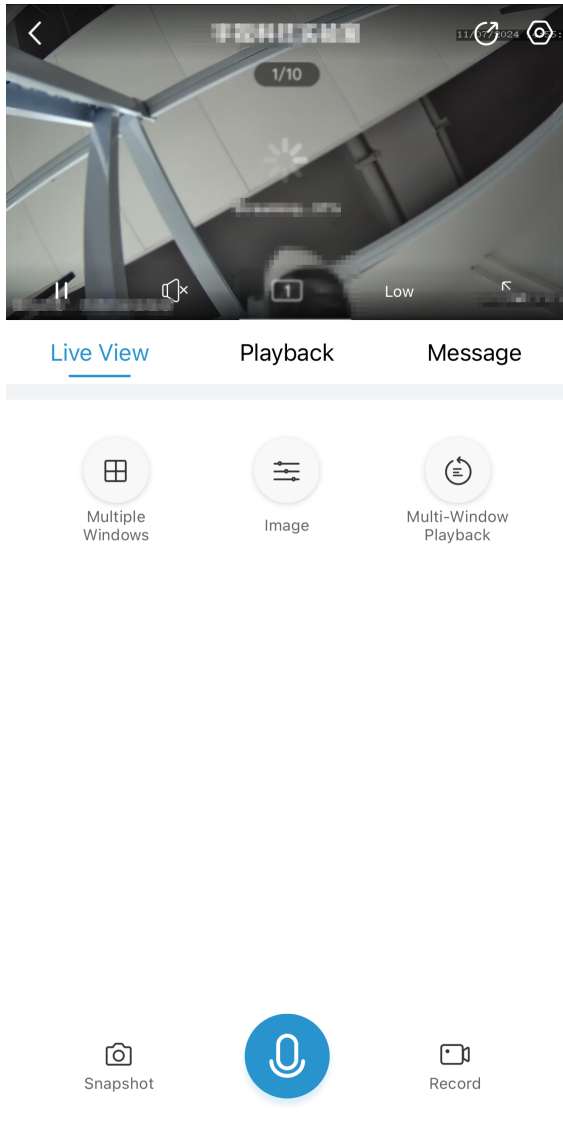 1/10
1
Low
Live View
Playback
Message
Multiple
Windows
Image
Multi-Window
Playback
Snapshot
Record